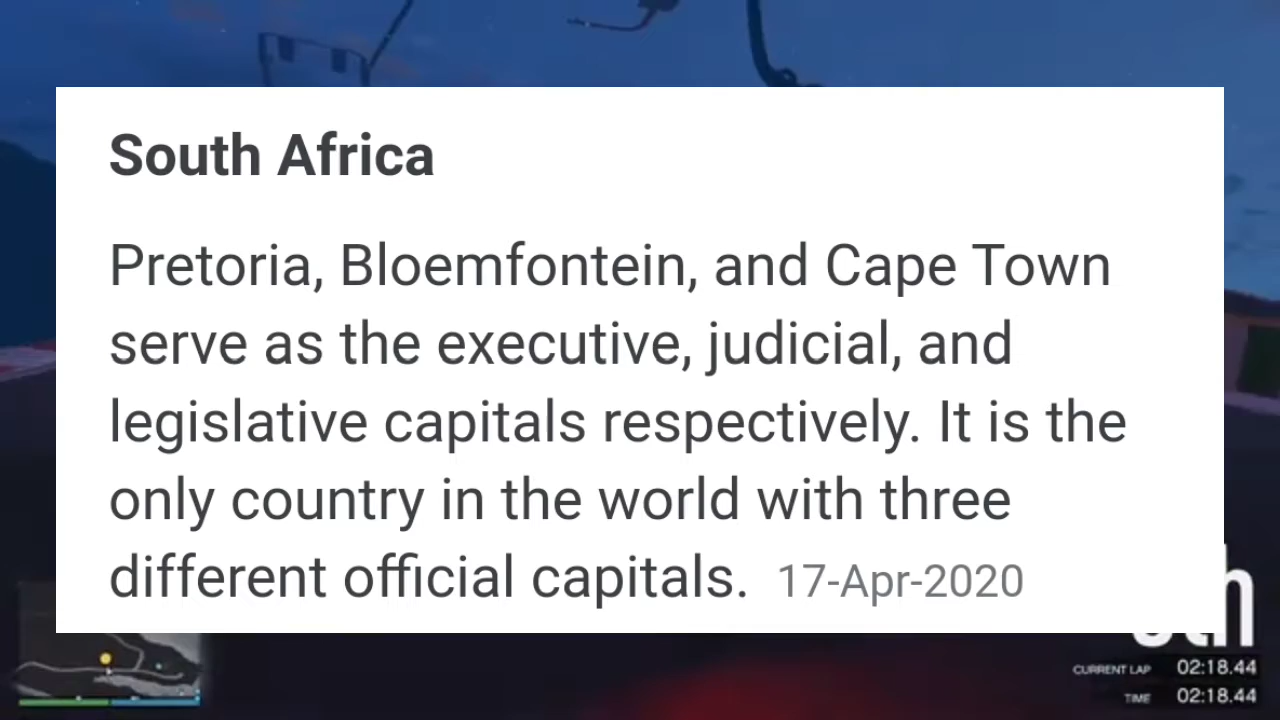 South Africa
Pretoria, Bloemfontein, and Cape Town
serve as the executive, judicial, and
legislative capitals respectively. It is the
only country in the world with three
different official capitals. 17-Apr-2020
CURRENT LAP 02:18.44
TIME 02:18.44